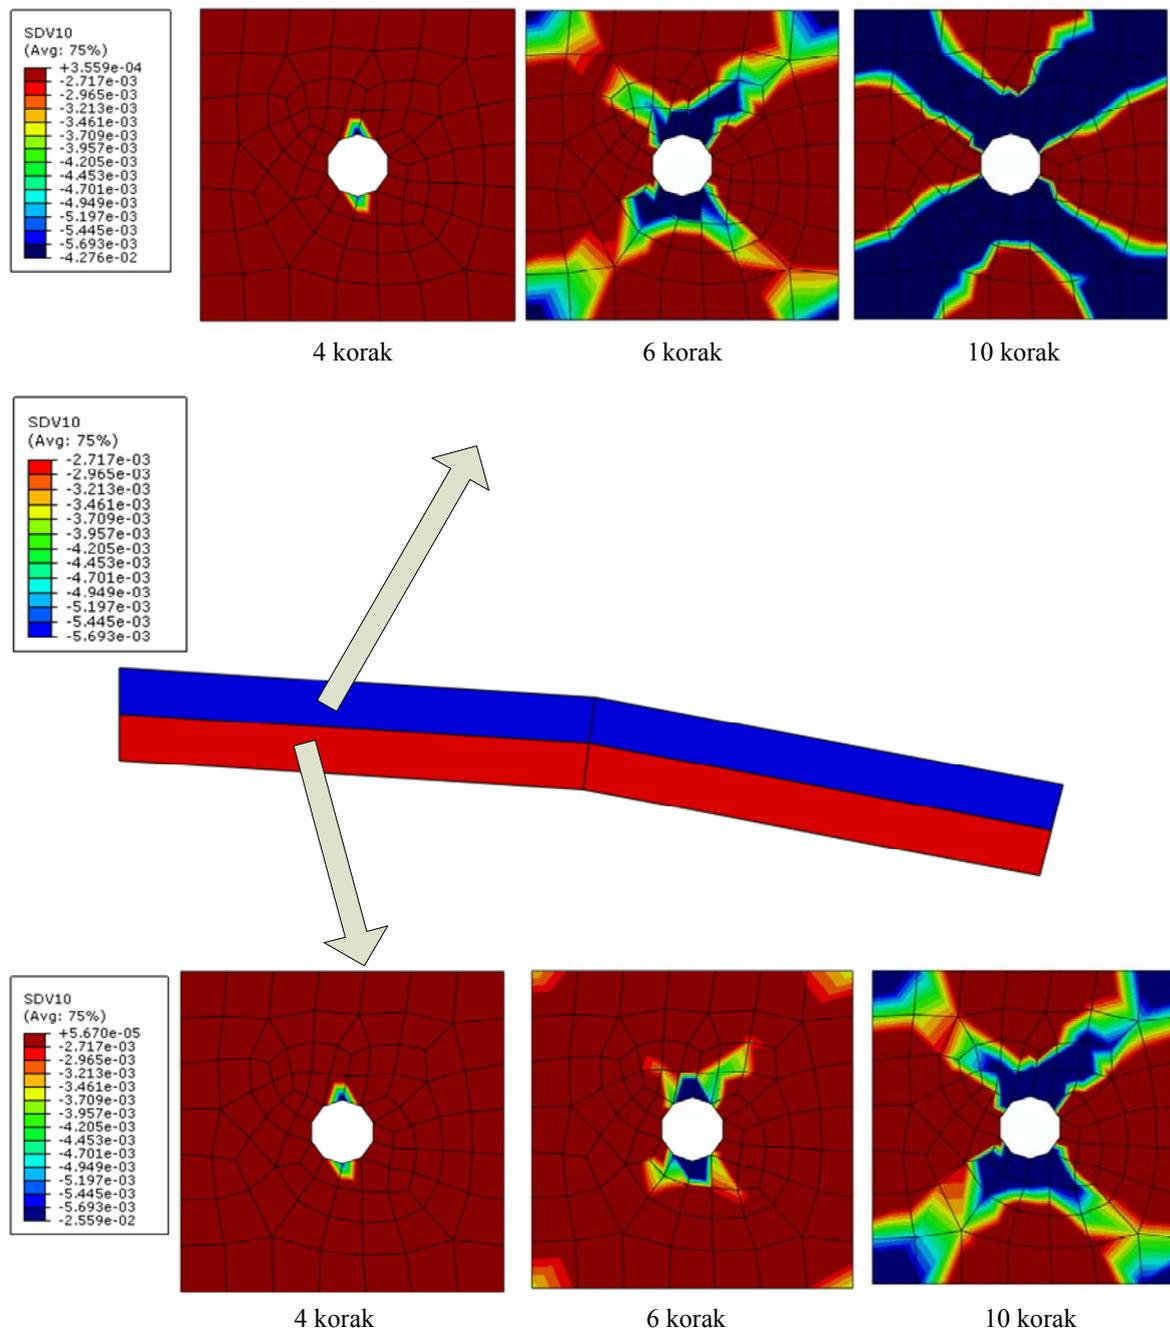 SDV10
(Avg: 75%)
+3.559e-04
-2.717e-03
-2.965e-03
-3.213e-03
-3.461e-03
-3.709e-03
-3.957e-03
-4.205e-03
-4.453e-03
-4.701e-03
-4.949e-03
-5.197e-03
-5.445e-03
-5.693e-03
-4.276e-02
4 korak
6 korak
10 korak
SDV10
(Avg: 75%)
-2.717e-03
-2.965e-03
-3.213e-03
-3.461e-03
-3.709e-03
-3.957e-03
-4.205e-03
-4.453e-03
-4.701e-03
-4.949e-03
-5.197e-03
-5.445e-03
-5.693e-03
SDV10
(Avg: 75%)
+5.670e-05
-2.717e-03
-2.965e-03
-3.213e-03
-3.461e-03
-3.709e-03
-3.957e-03
-4.205e-03
-4.453e-03
-4.701e-03
-4.949e-03
-5.197e-03
-5.445e-03
-5.693e-03
-2.559e-02
4 korak
6 korak
10 korak